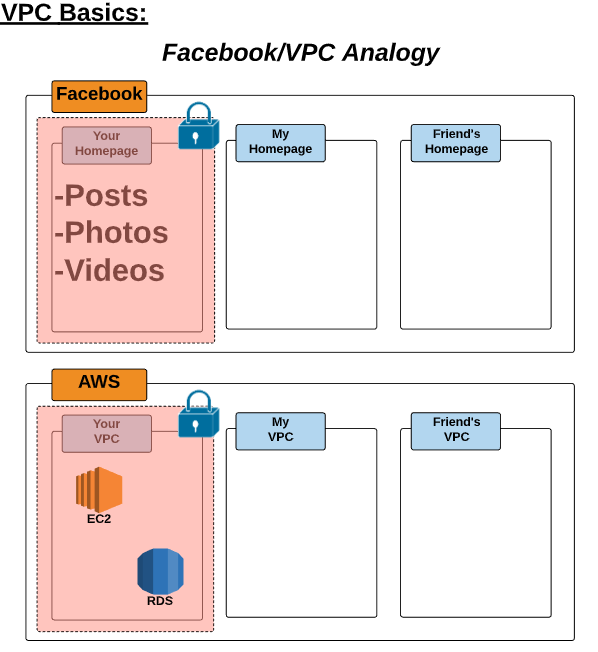 VPC Basics:
Facebook/VPC Analogy
Facebook
Your
Homepage
My
Homepage
Friend's
Homepage
-Posts
-Photos
-Videos
AWS
Your
VPC
My
VPC
Friend's
VPC
EC2
RDS